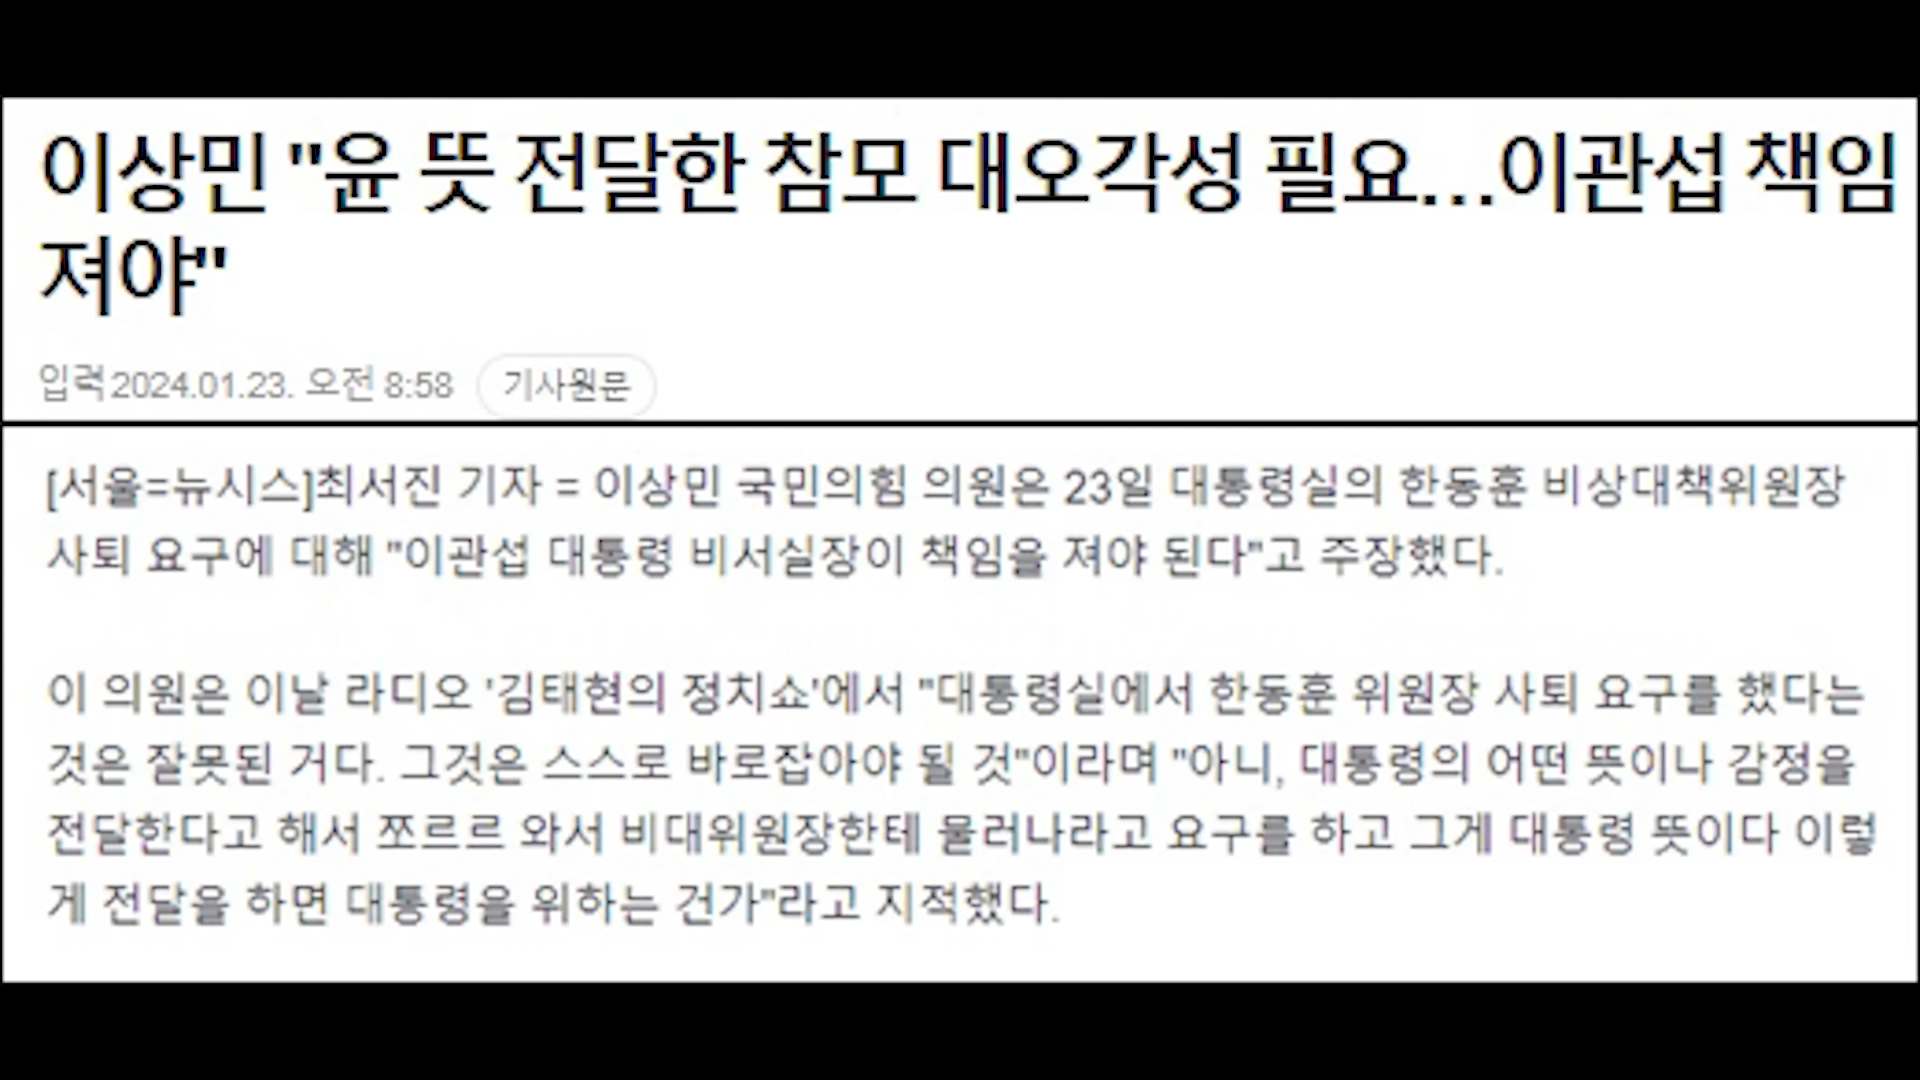 이상민 "윤 뜻 전달한 참모 대오각성 필요…이관섭 책임
져야"
입력 2024.01.23. 오전 8:58 기사원문
[서울=뉴시스]최서진 기자 = 이상민 국민의힘 의원은 23일 대통령실의 한동훈 비상대책위원장
사퇴 요구에 대해 "이관섭 대통령 비서실장이 책임을 져야 된다"고 주장했다.
이 의원은 이날 라디오 '김태현의 정치쇼'에서 "대통령실에서 한동훈 위원장 사퇴 요구를 했다는
것은 잘못된 거다. 그것은 스스로 바로잡아야 될 것"이라며 "아니, 대통령의 어떤 뜻이나 감정을
전달한다고 해서 쪼르르 와서 비대위원장한테 물러나라고 요구를 하고 그게 대통령 뜻이다 이렇
게 전달을 하면 대통령을 위하는 건가"라고 지적했다.